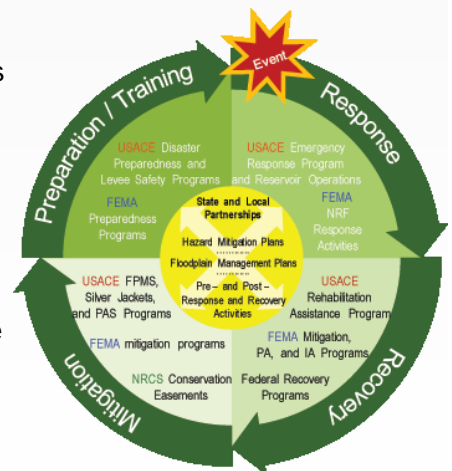 s
e
Event
Preparation / Training
Response
Recovery
Mitigation
USACE Disaster
Preparedness and
Levee Safety Programs
FEMA
Preparedness
Programs
USACE Emergency
Response Program
and Reservoir Operations
FEMA
NRF
Response
Activities
State and Local
Partnerships
Hazard Mitigation Plans
Floodplain Management Plans
Pre– and Post –
Response and Recovery
Activities
USACE FPMS,
Silver Jackets,
and PAS Programs
FEMA mitigation programs
NRCS Conservation
Easements
USACE
Rehabilitation
Assistance Program
FEMA Mitigation,
PA, and IA Programs
Federal Recovery
Programs